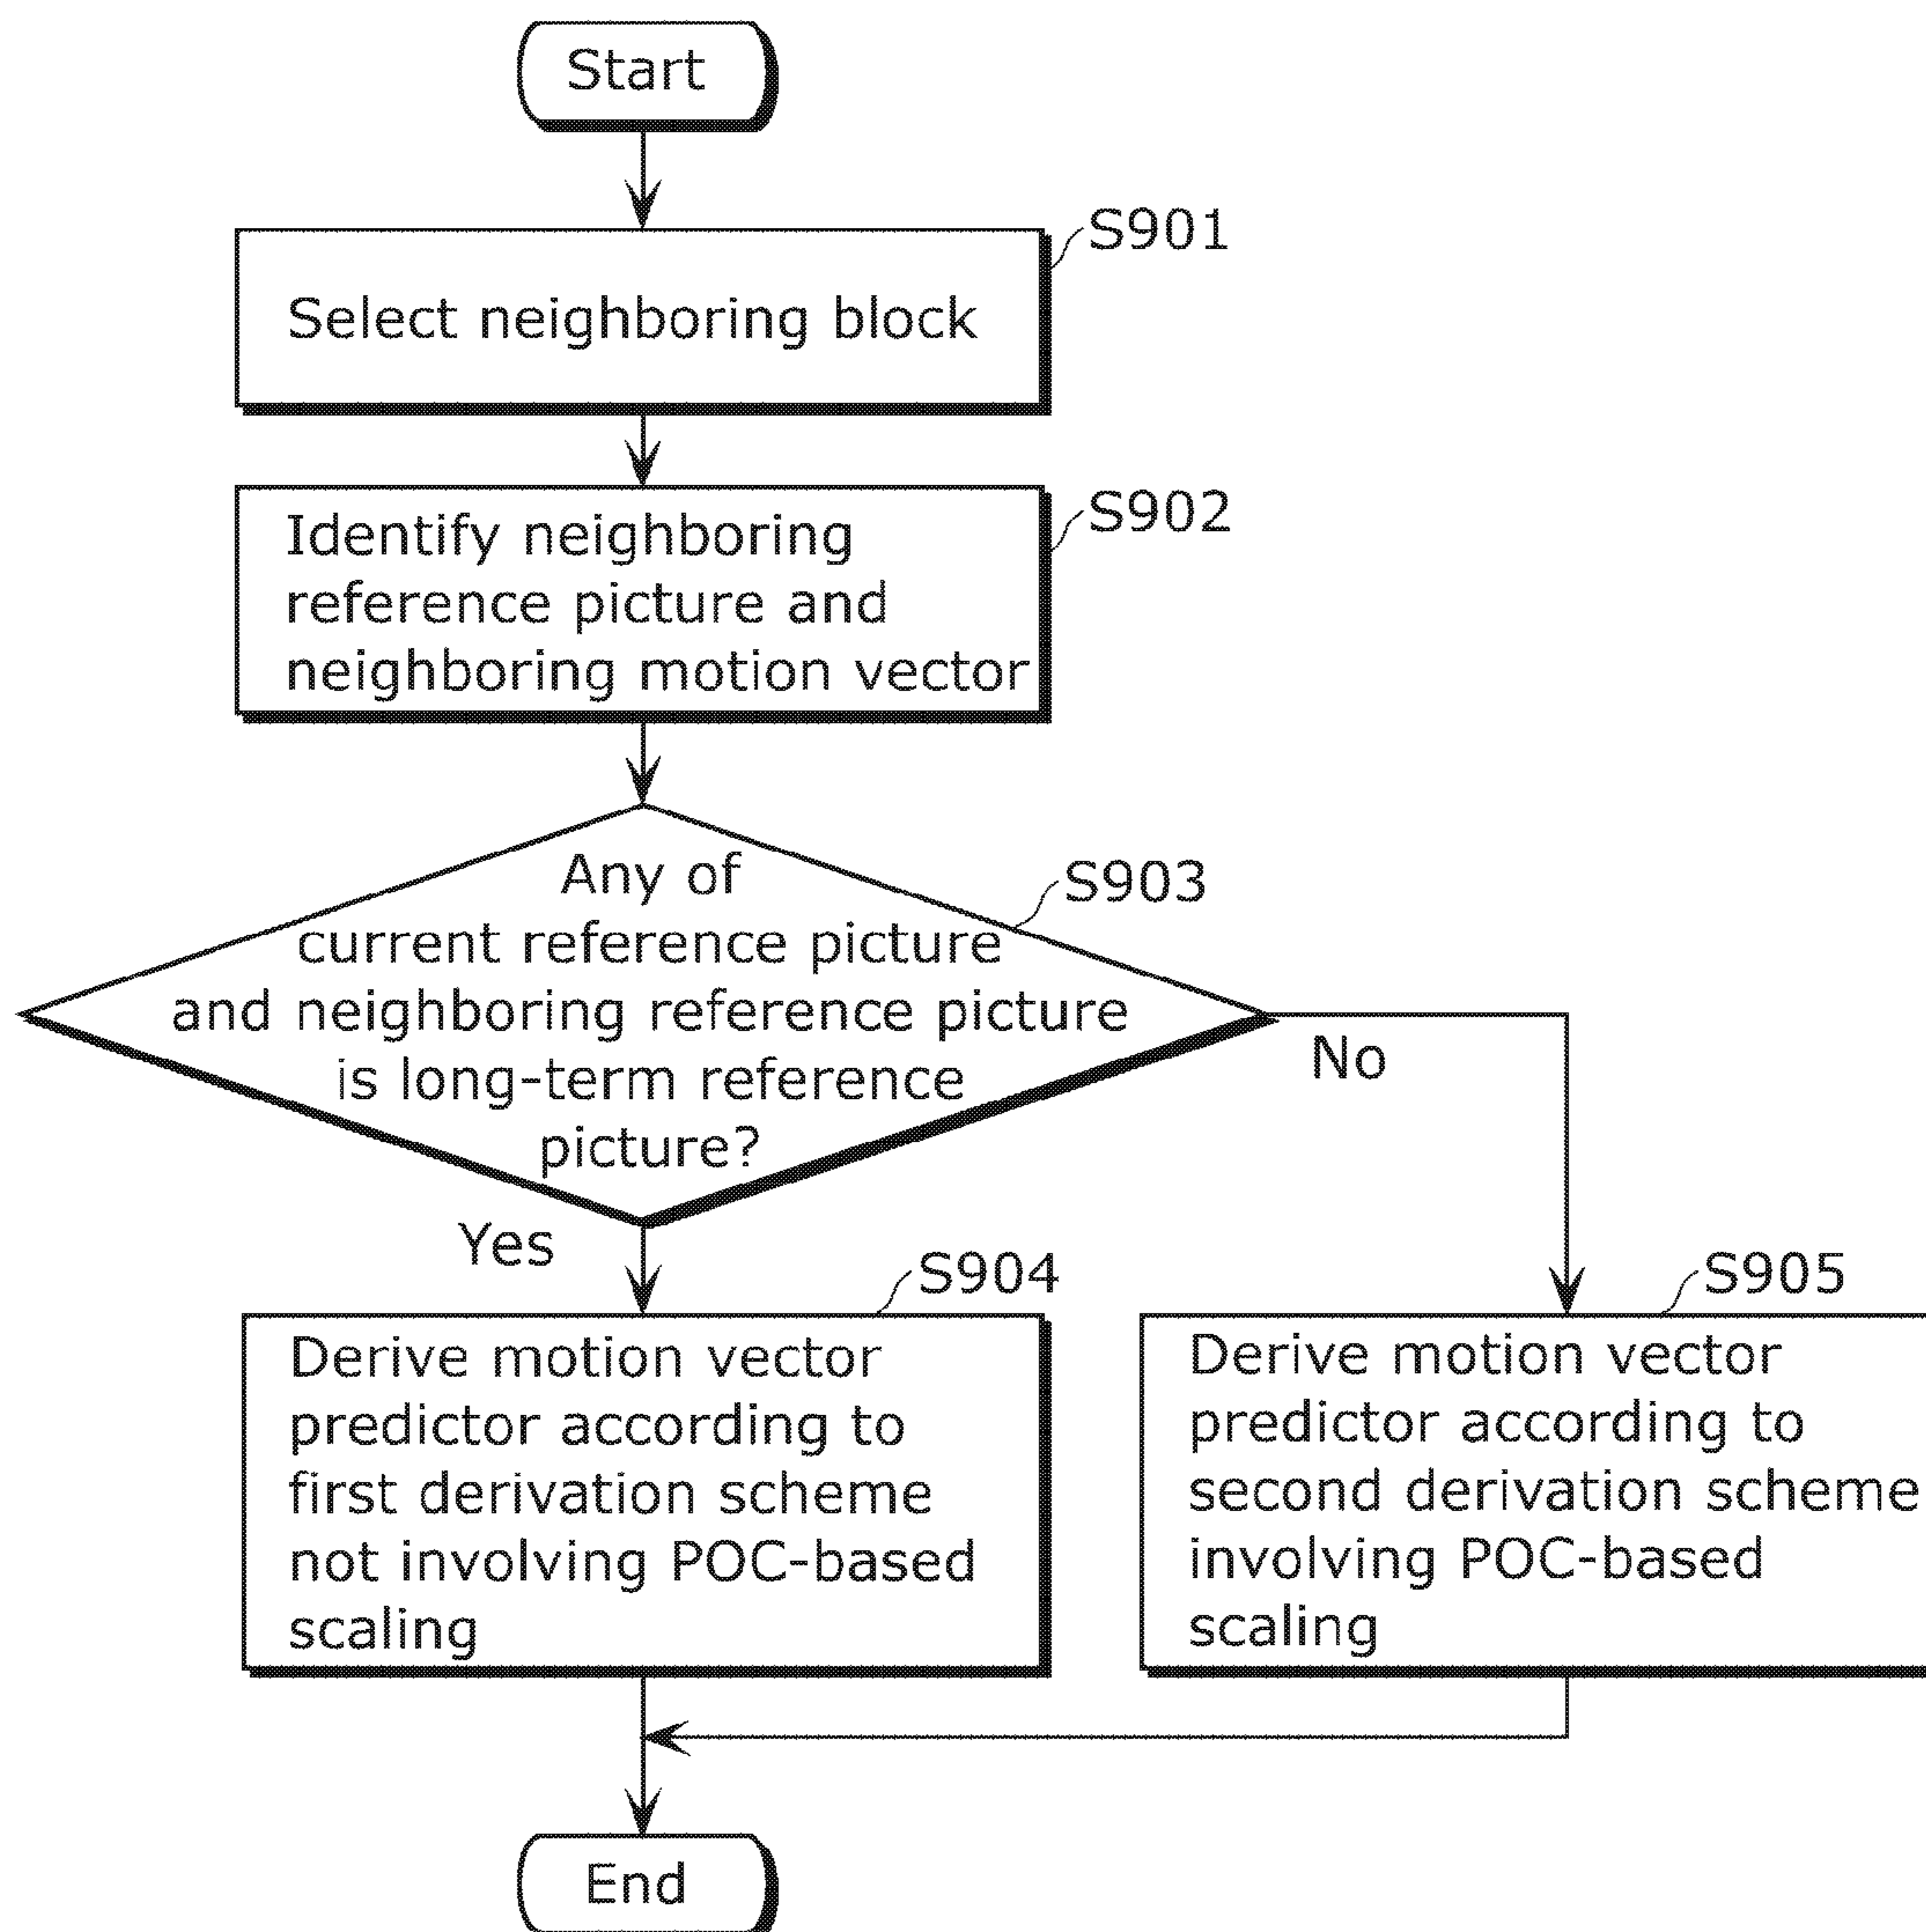 Start
S901
Select neighboring block
S902
Identify neighboring
reference picture and
neighboring motion vector
S903
Any of
current reference picture
and neighboring reference picture
is long-term reference
picture?
No
Yes
S904
Derive motion vector
predictor according to
first derivation scheme
not involving POC-based
scaling
S905
Derive motion vector
predictor according to
second derivation scheme
involving POC-based
scaling
End